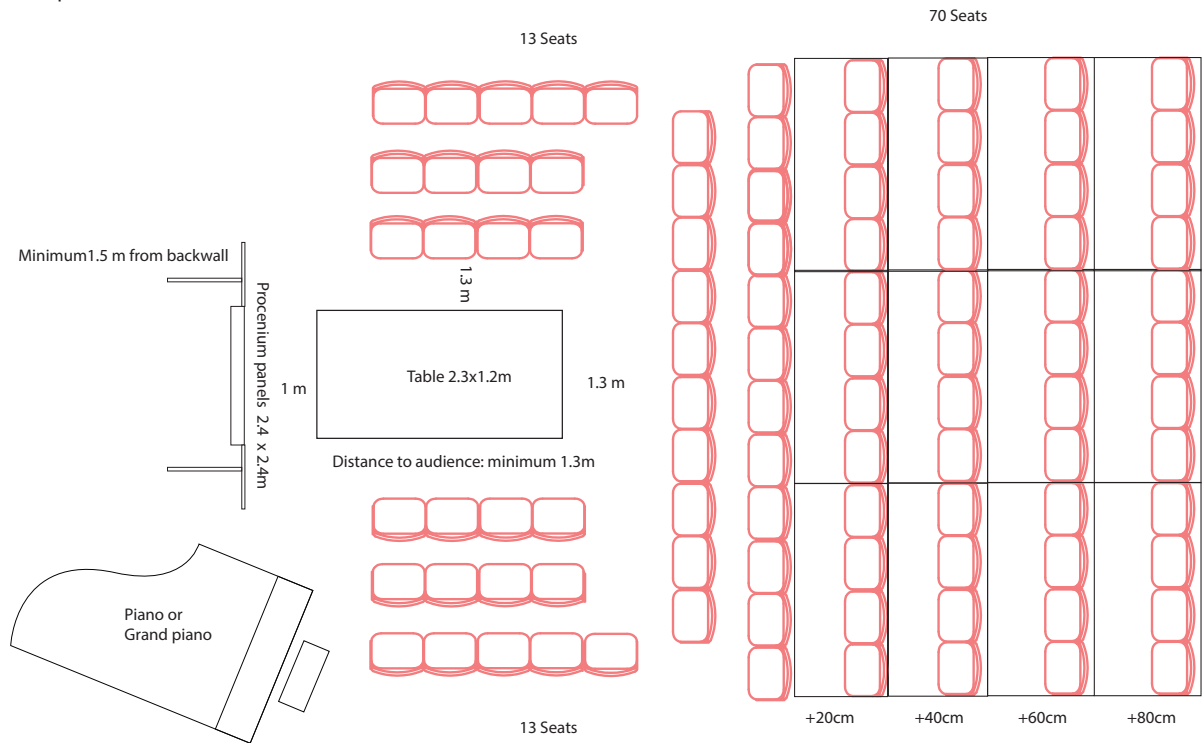 70 Seats
13 Seats
Minimum1.5 m from backwall
Procenium panels  2.4  x 2.4m
1.3 m
1 m
Table 2.3x1.2m
1.3 m
Distance to audience: minimum 1.3m
Piano or
Grand piano
13 Seats
+20cm
+40cm
+60cm
+80cm